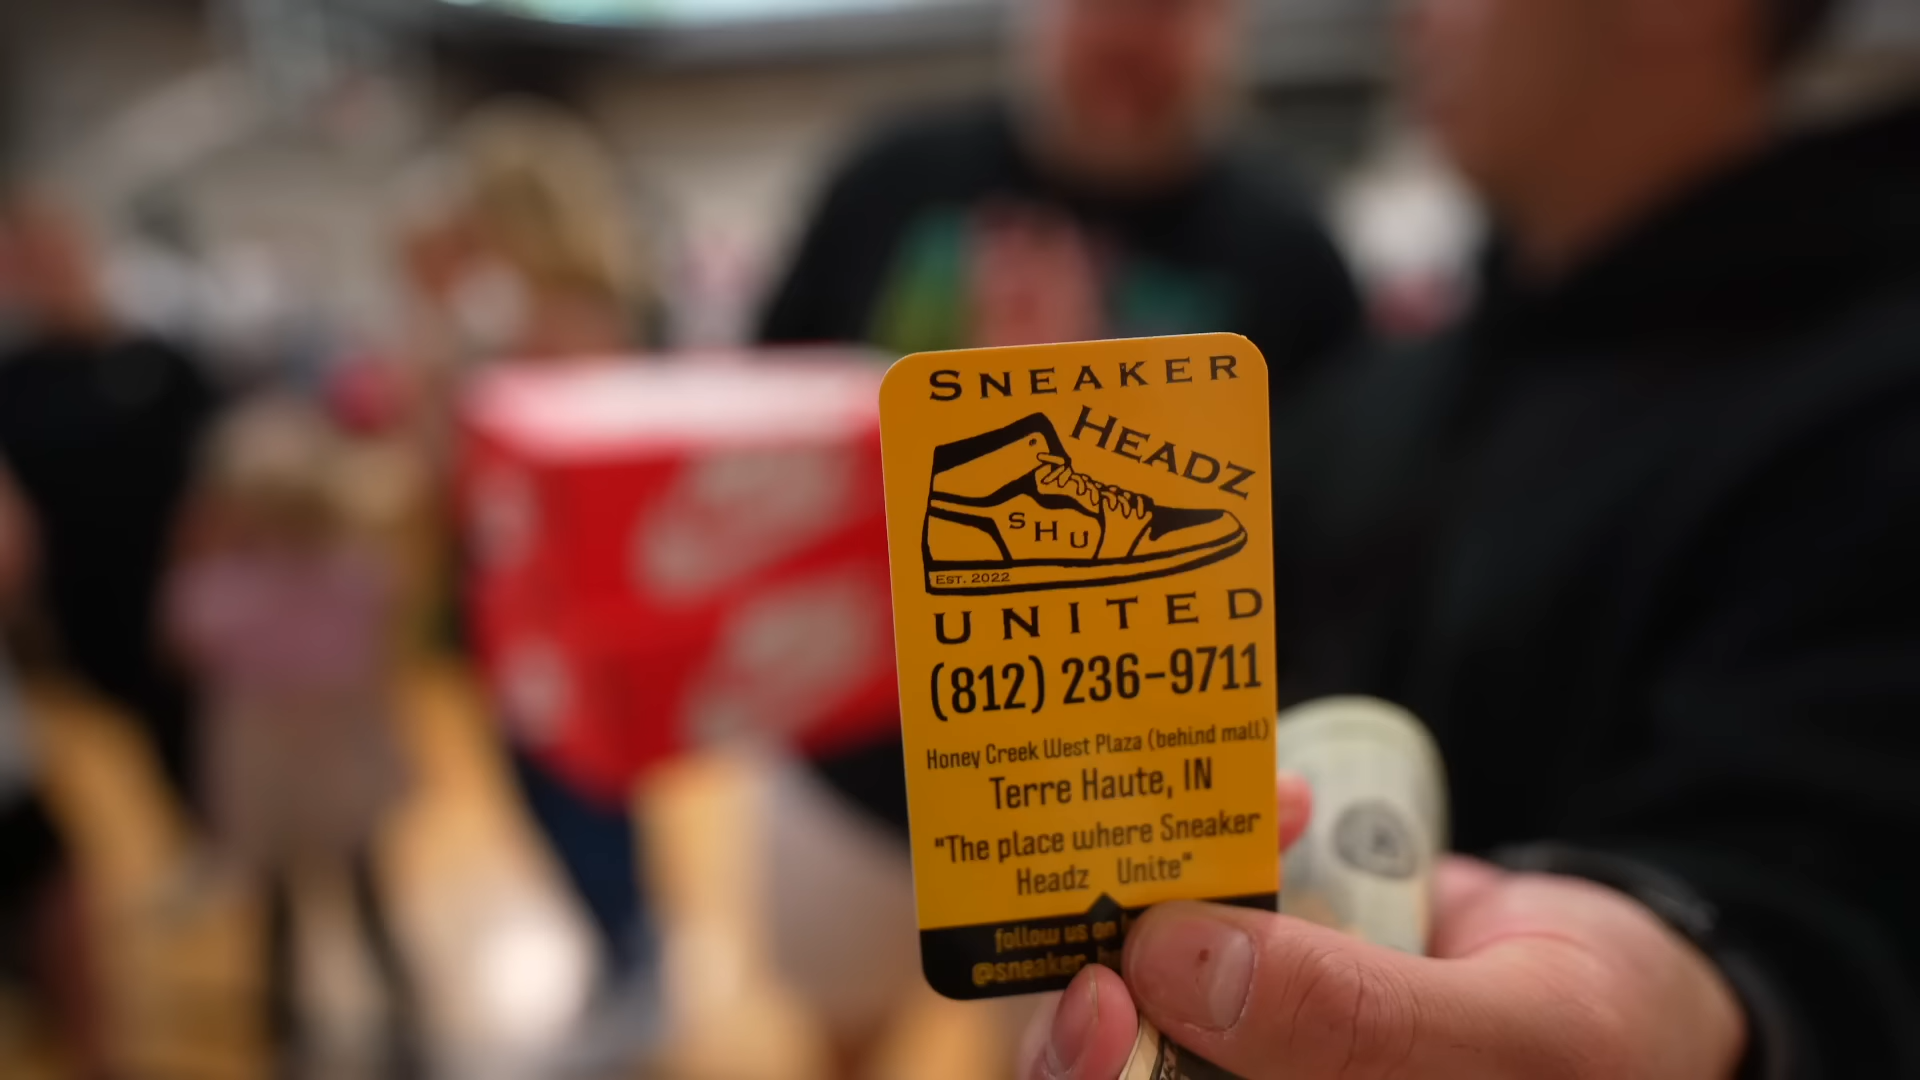 SNEAKER
HEADZ
SHU
EST. 2022
UNITED
(812) 236-9711
Honey Creek West Plaza (behind mall)
Terre Haute, IN
"The place where Sneaker
Headz Unite"
follow us on
@sneaker